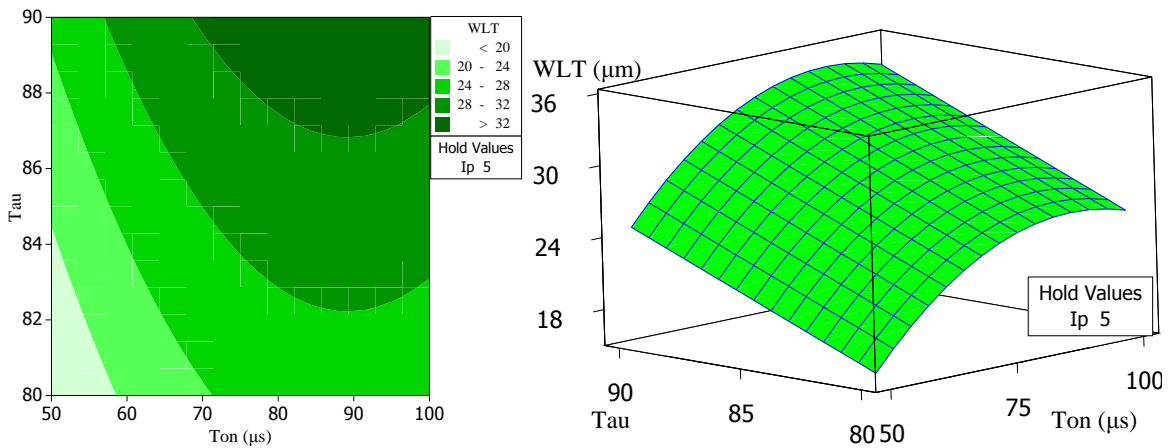 90
88
86
84
82
80
Tau
50 60 70 80 90 100
Ton (μs)
WLT
< 20
20 - 24
24 - 28
28 - 32
> 32
Hold Values
Ip 5
WLT (μm)
36
30
24
18
90
85
80
Tau
50
75
100
Ton (μs)
Hold Values
Ip 5